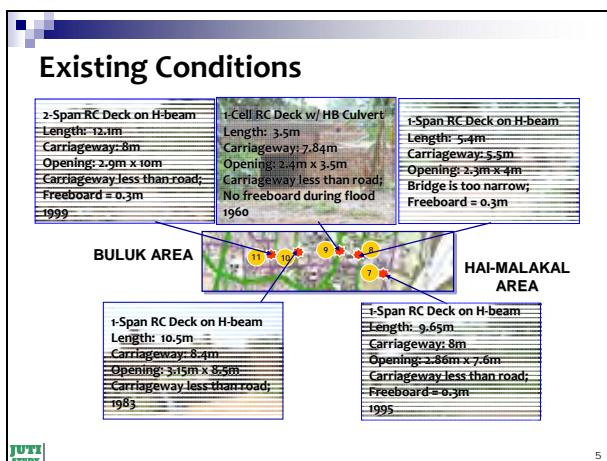 Existing Conditions
2-Span RC Deck on H-beam
Length: 12.1m
Carriageway: 8m
Opening: 2.9m x 10m
Carriageway less than road;
Freeboard = 0.3m
1999
1-Cell RC Deck w/ HB Culvert
Length: 3.5m
Carriageway: 7.84m
Opening: 2.4m x 3.5m
Carriageway less than road;
No freeboard during flood
1960
1-Span RC Deck on H-beam
Length: 5.4m
Carriageway: 5.5m
Opening: 2.3m x 4m
Bridge is too narrow;
Freeboard = 0.3m
BULUK AREA
11
10
9
8
7
HAI-MALAKAL
AREA
1-Span RC Deck on H-beam
Length: 10.5m
Carriageway: 8.4m
Opening: 3.15m x 8.5m
Carriageway less than road;
1983
1-Span RC Deck on H-beam
Length: 9.65m
Carriageway: 8m
Opening: 2.86m x 7.6m
Carriageway less than road;
Freeboard = 0.3m
1995
JUTI
STUDY
5